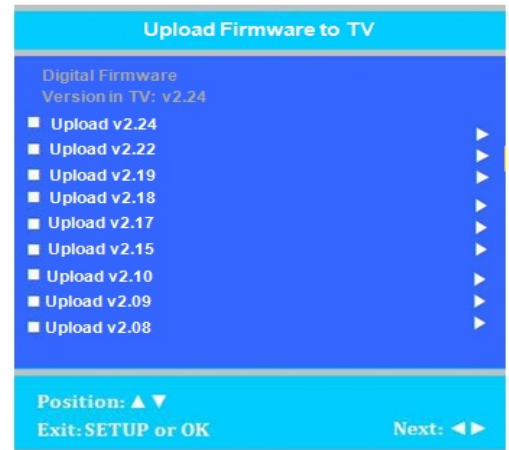 Upload Firmware to TV
Digital Firmware
Version in TV: v2.24
Upload v2.24
Upload v2.22
Upload v2.19
Upload v2.18
Upload v2.17
Upload v2.15
Upload v2.10
Upload v2.09
Upload v2.08
Position: ▲ ▼
Exit: SETUP or OK
Next: ◀ ▶